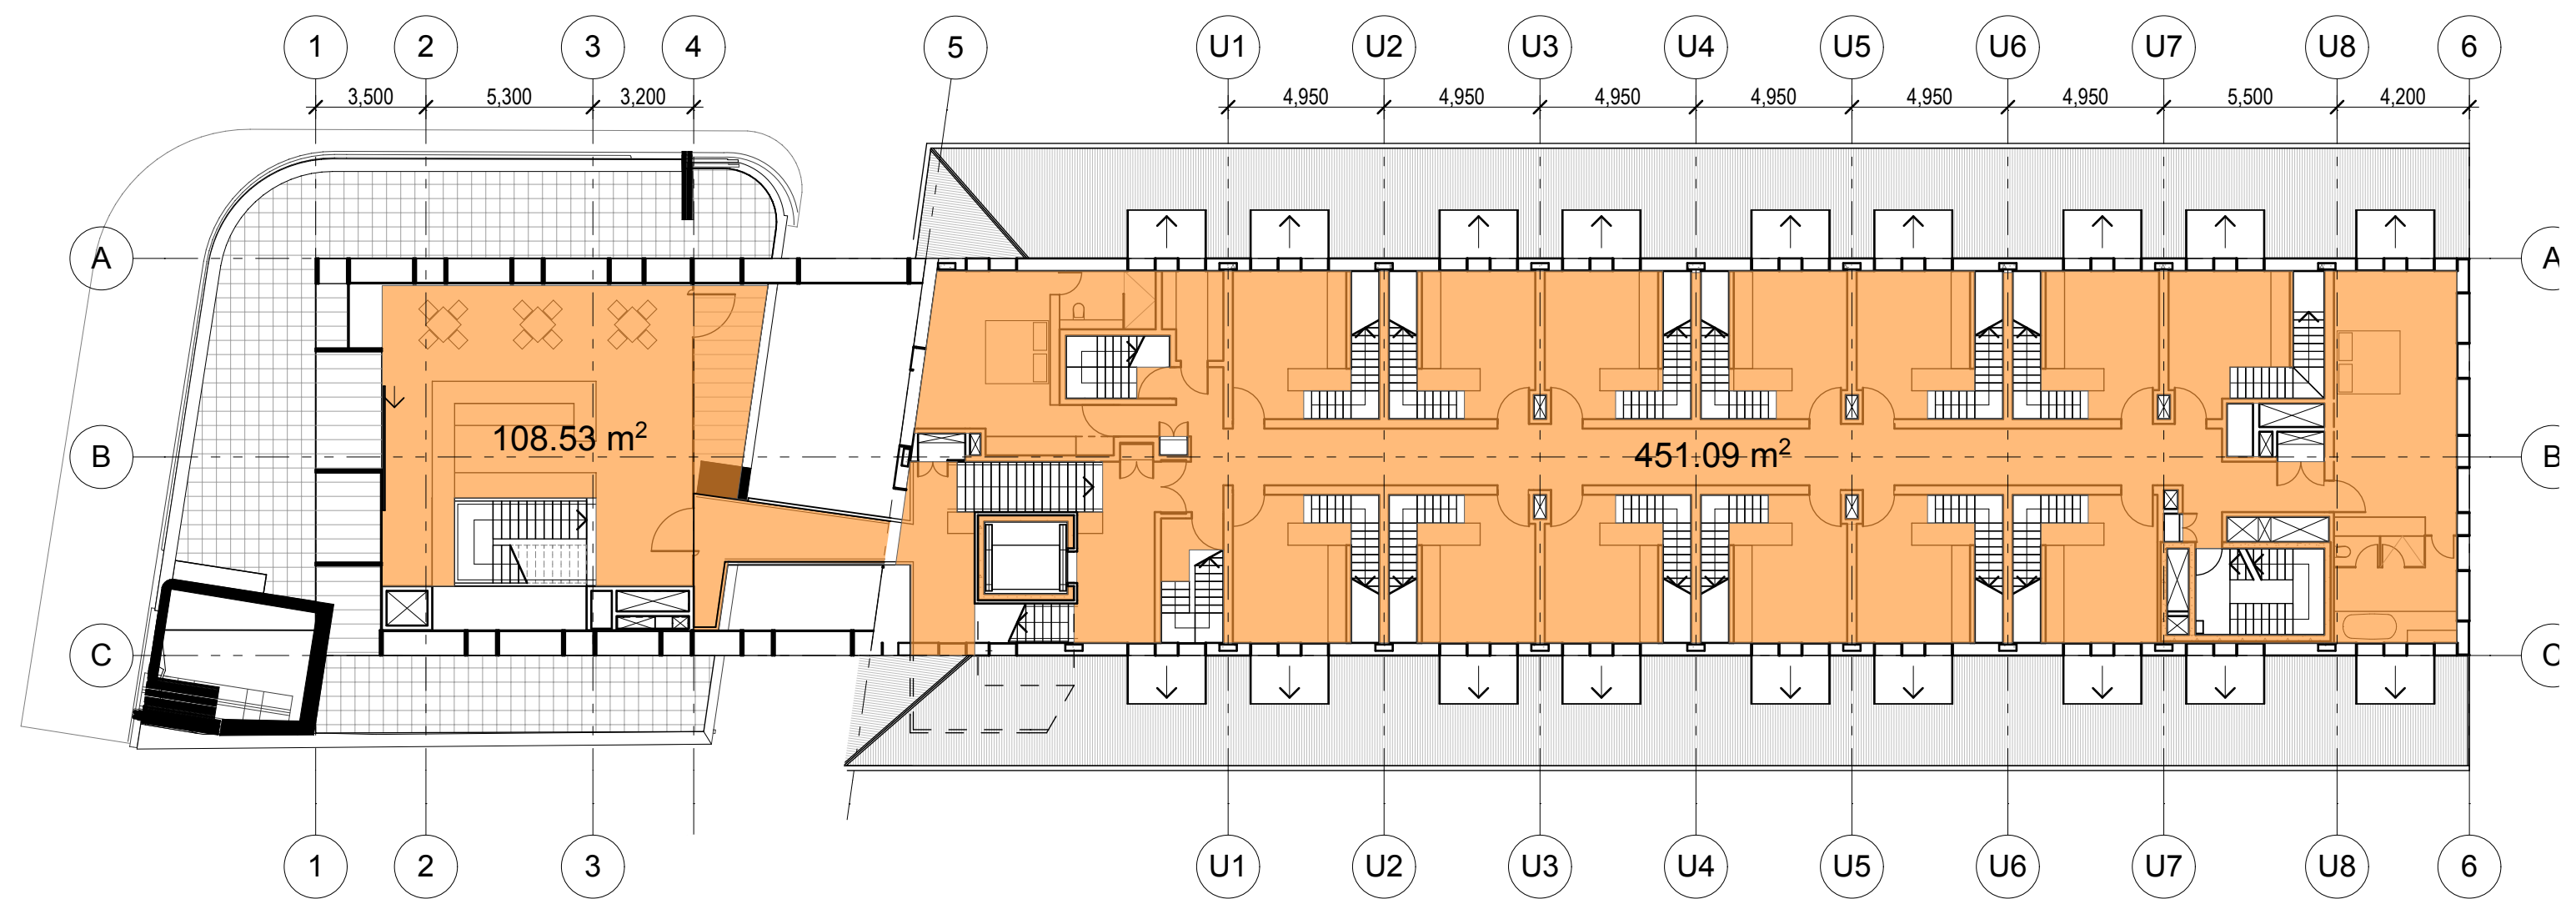 1 2 3 4 5 U1 U2 U3 U4 U5 U6 U7 U8 6
3,500 5,300 3,200 4,950 4,950 4,950 4,950 4,950 4,950 5,500 4,200
A A
108.53 m²
B 451.09 m² B
C C
1 2 3 U1 U2 U3 U4 U5 U6 U7 U8 6